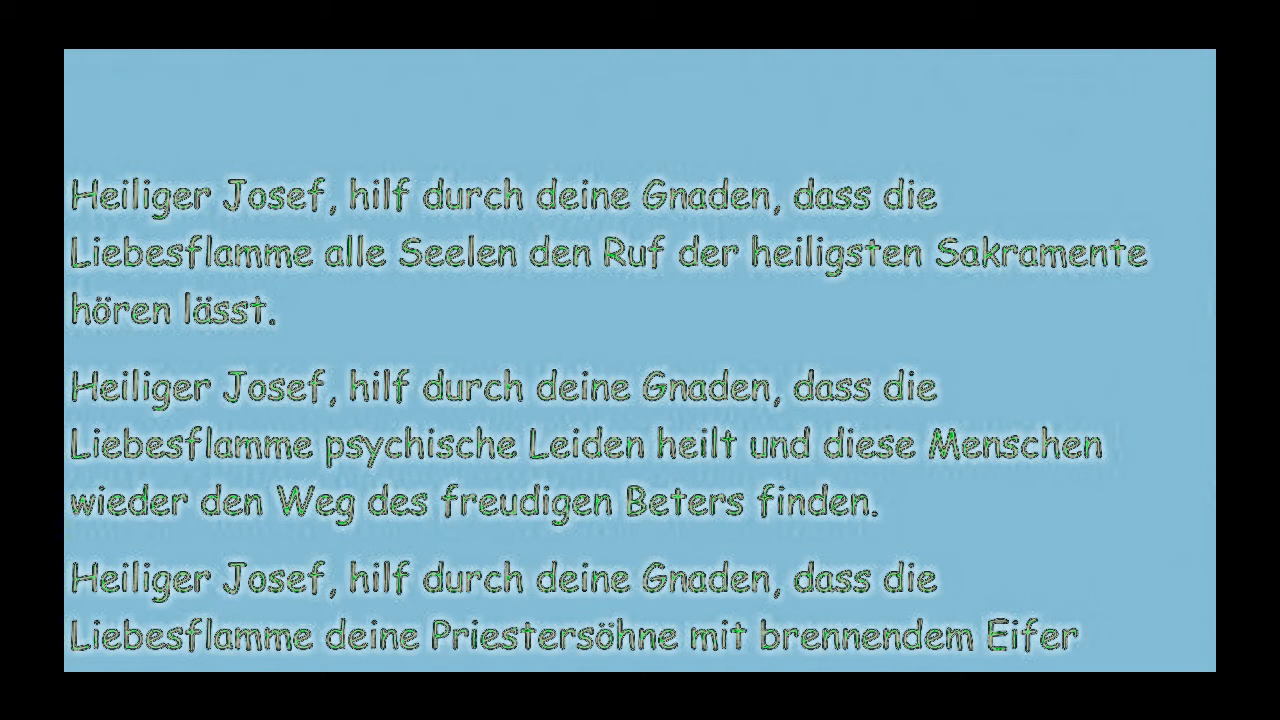 Heiliger Josef, hilf durch deine Gnaden, dass die
Liebesflamme alle Seelen den Ruf der heiligsten Sakramente
hören lässt.
Heiliger Josef, hilf durch deine Gnaden, dass die
Liebesflamme psychische Leiden heilt und diese Menschen
wieder den Weg des freudigen Beters finden.
Heiliger Josef, hilf durch deine Gnaden, dass die
Liebesflamme deine Priestersöhne mit brennendem Eifer